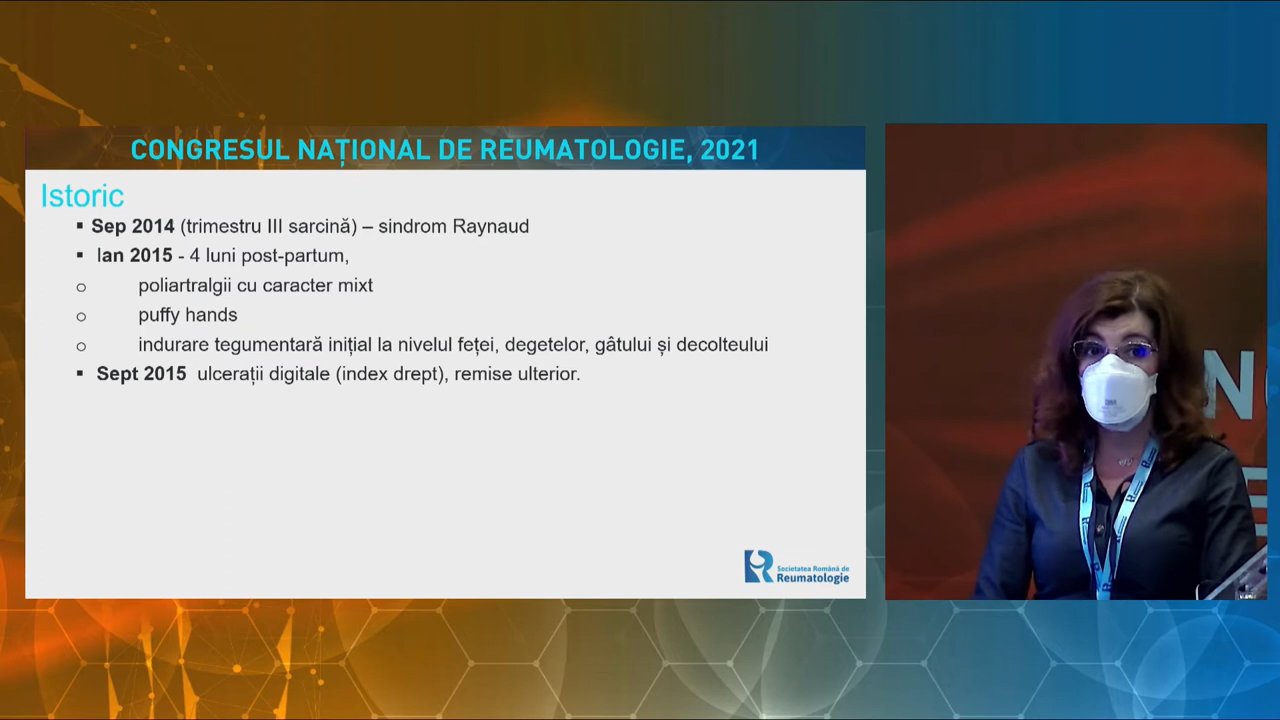 CONGRESUL NAȚIONAL DE REUMATOLOGIE, 2021
Istoric
▪ Sep 2014 (trimestru III sarcină) – sindrom Raynaud
▪ Ian 2015 - 4 luni post-partum,
o poliartralgii cu caracter mixt
o puffy hands
o indurare tegumentară inițial la nivelul feței, degetelor, gâtului și decolteului
▪ Sept 2015 ulcerații digitale (index drept), remise ulterior.
Societatea Română de
Reumatologie
N